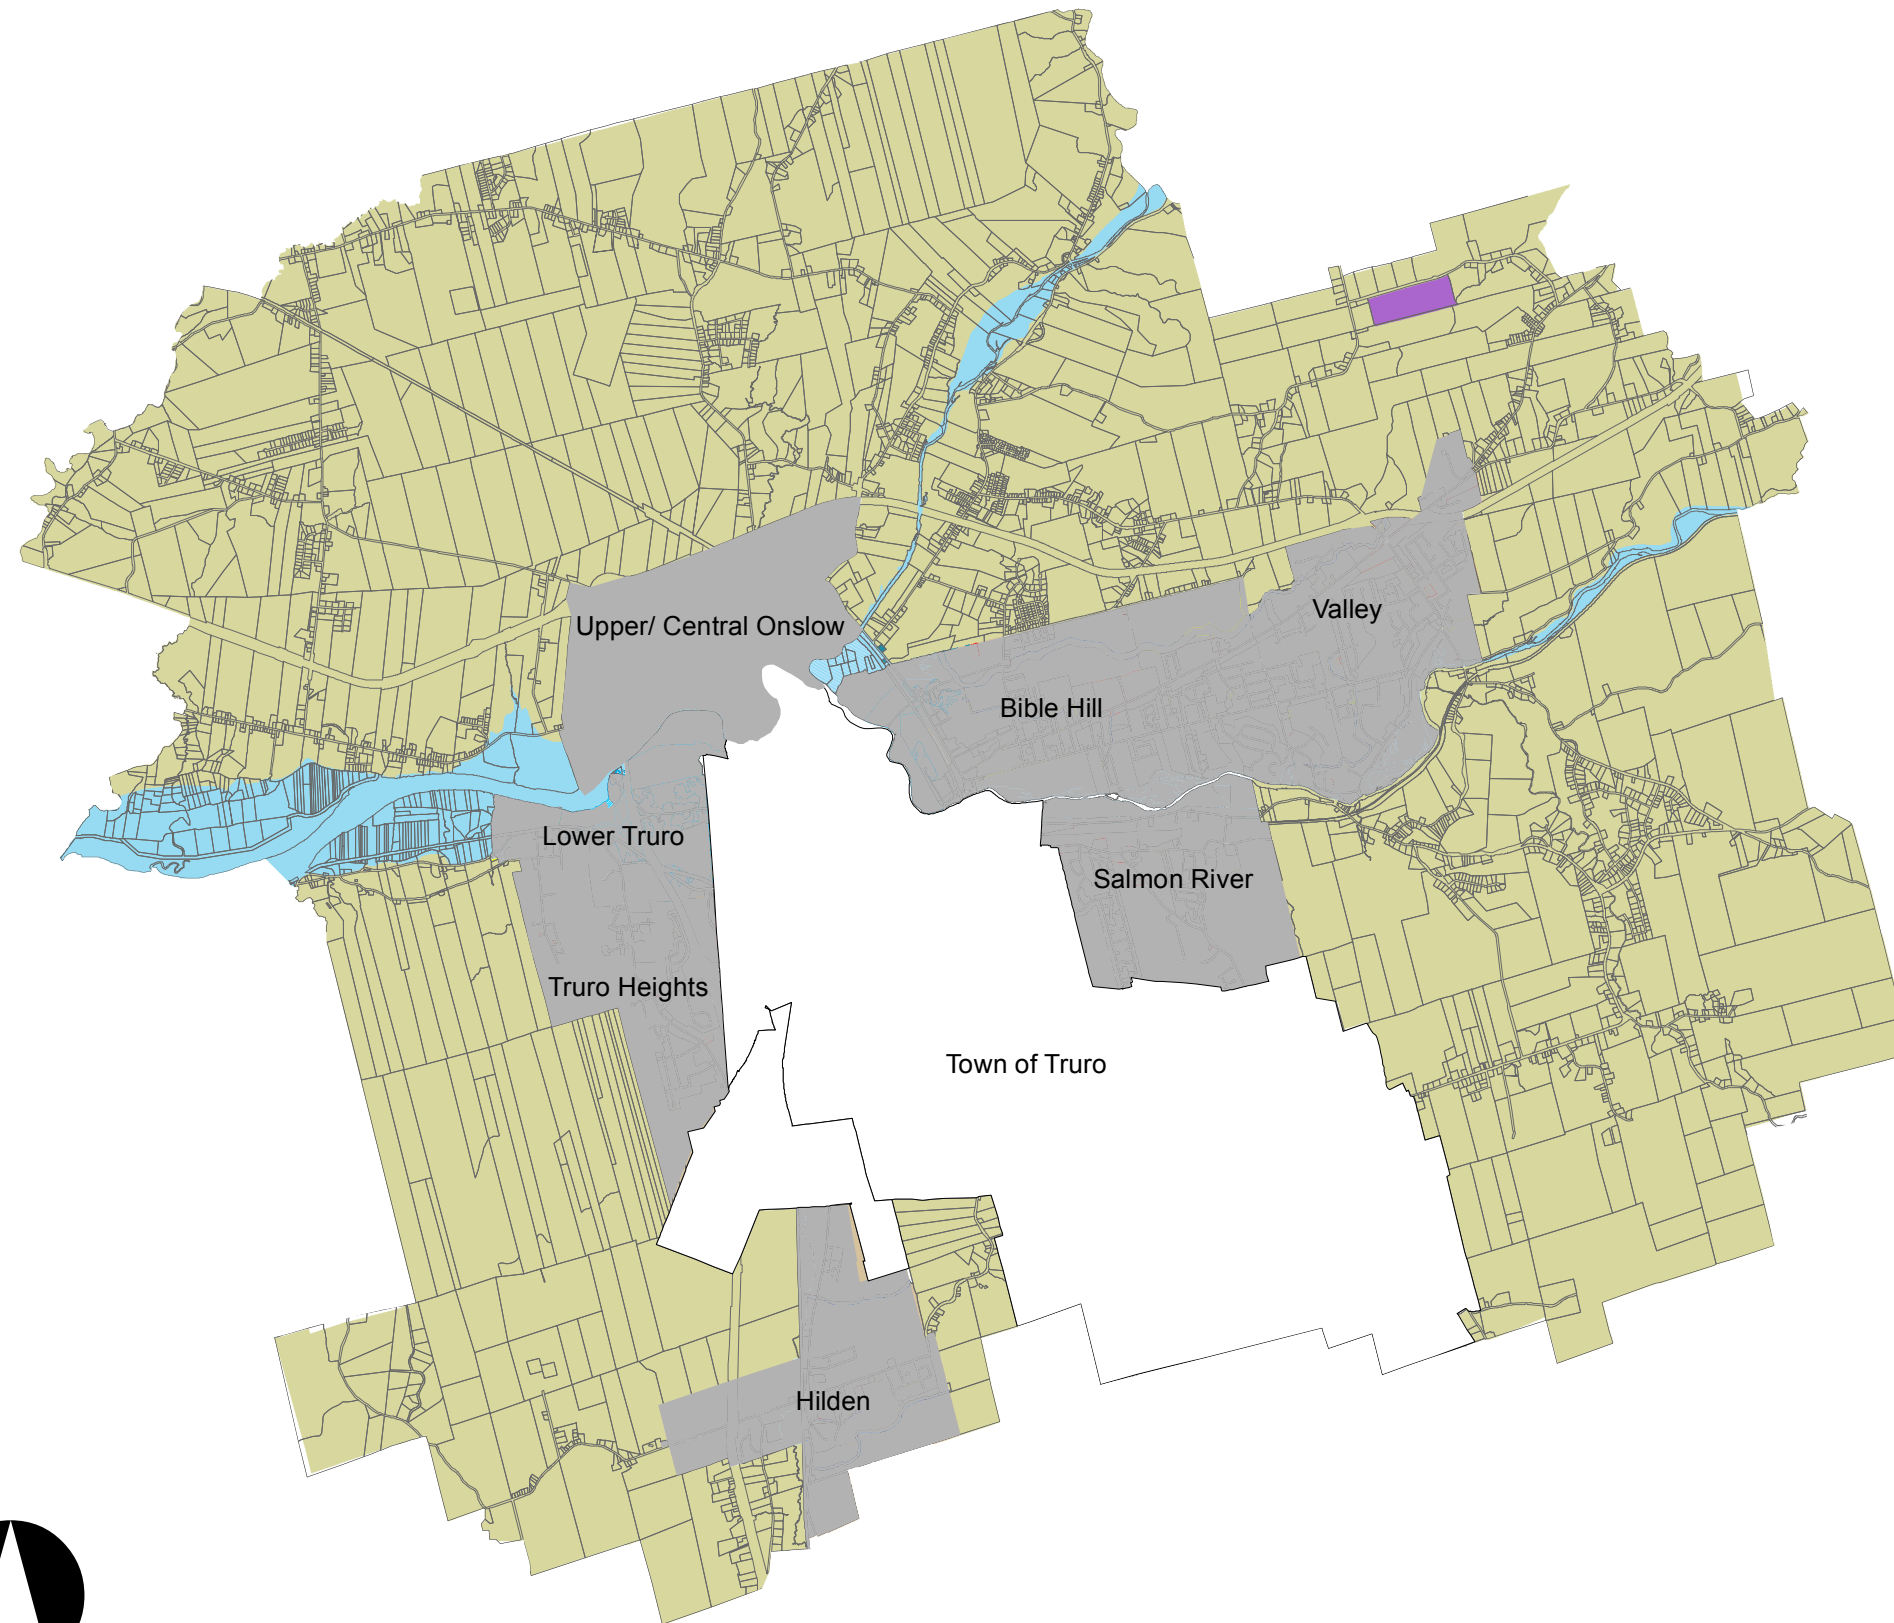 Valley
Upper/ Central Onslow
Bible Hill
Lower Truro
Salmon River
Truro Heights
Town of Truro
Hilden